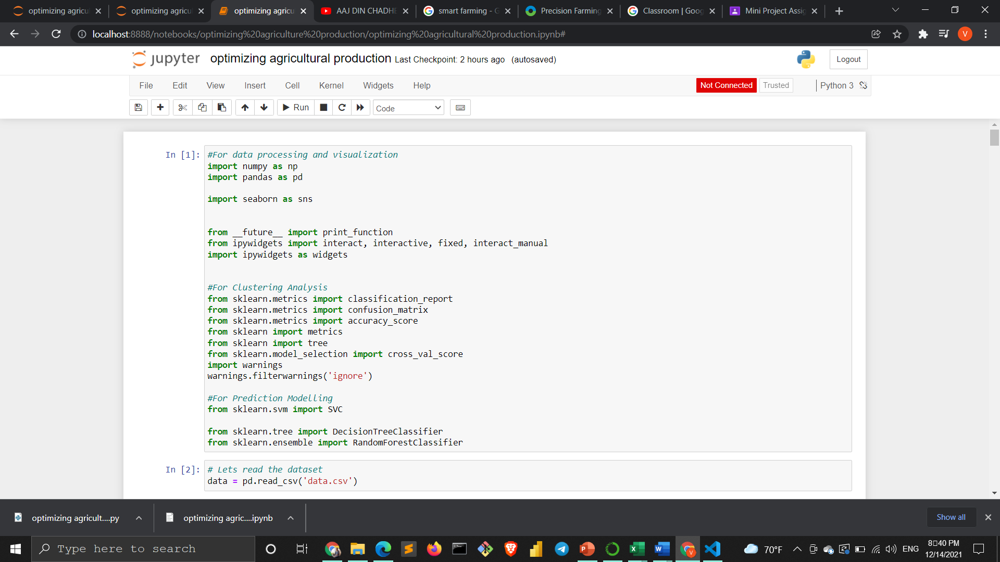 optimizing agricul
optimizing agricul
optimizing agricu
AAJ DIN CHADHE
smart farming - G
Precision Farming
Classroom | Goog
Mini Project Assig
localhost:8888/notebooks/optimizing%20agriculture%20production/optimizing%20agricultural%20production.ipynb#
V
jupyter
optimizing agricultural production Last Checkpoint: 2 hours ago (autosaved)
Logout
File Edit View Insert Cell Kernel Widgets Help
Not Connected
Trusted
Python 3
Run
Code
In [1]:
#For data processing and visualization
import numpy as np
import pandas as pd
import seaborn as sns
from __future__ import print_function
from ipywidgets import interact, interactive, fixed, interact_manual
import ipywidgets as widgets
#For Clustering Analysis
from sklearn.metrics import classification_report
from sklearn.metrics import confusion_matrix
from sklearn.metrics import accuracy_score
from sklearn import metrics
from sklearn import tree
from sklearn.model_selection import cross_val_score
import warnings
warnings.filterwarnings('ignore')
#For Prediction Modelling
from sklearn.svm import SVC
from sklearn.tree import DecisionTreeClassifier
from sklearn.ensemble import RandomForestClassifier
In [2]:
# Lets read the dataset
data = pd.read_csv('data.csv')
optimizing agricult....py
optimizing agric....ipynb
Show all
Type here to search
70°F
ENG
8▯40 PM
12/14/2021